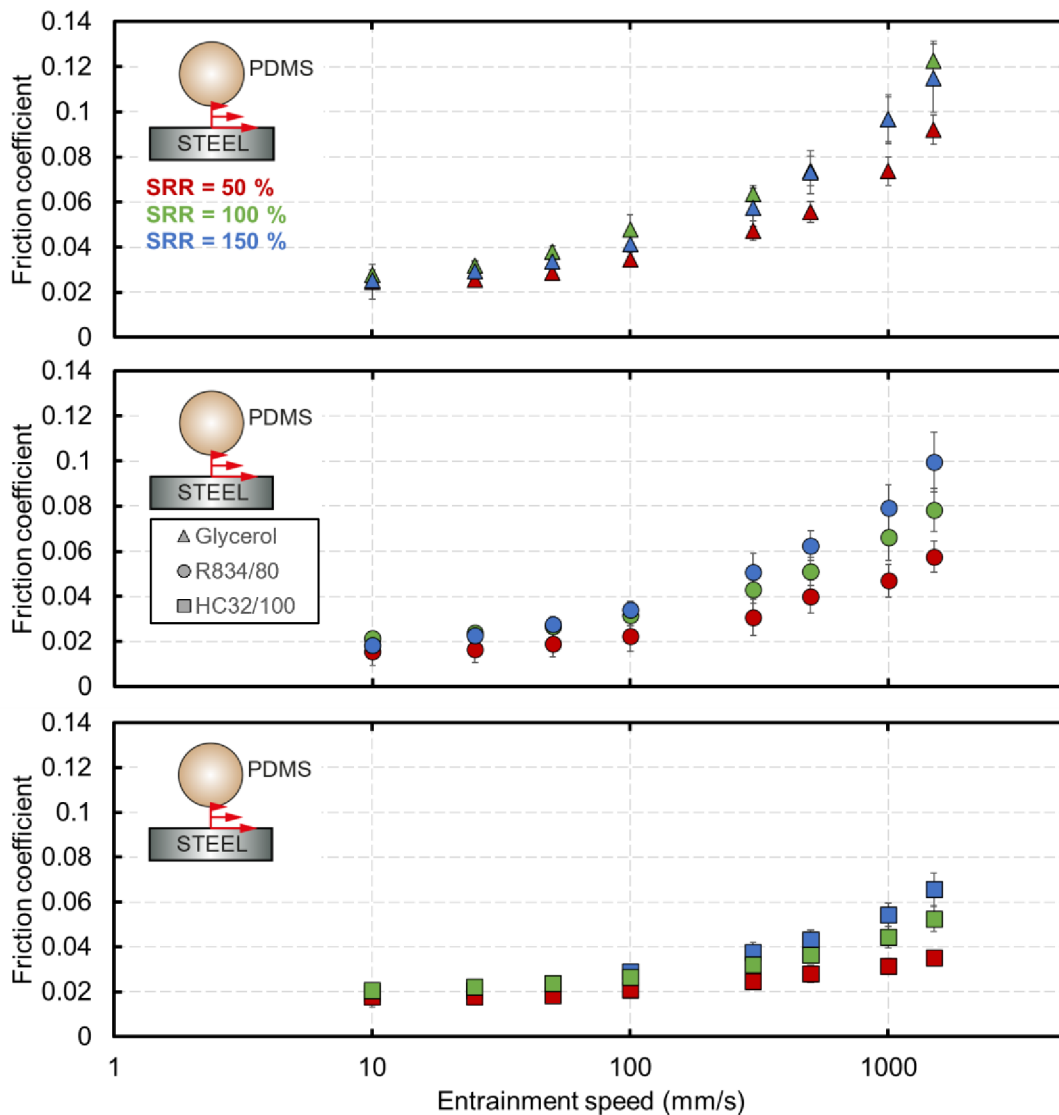 0.14
0.12
0.1
0.08
0.06
0.04
0.02
0
Friction coefficient
PDMS
STEEL
SRR = 50 %
SRR = 100 %
SRR = 150 %
0.14
0.12
0.1
0.08
0.06
0.04
0.02
0
Friction coefficient
PDMS
STEEL
Glycerol
R834/80
HC32/100
0.14
0.12
0.1
0.08
0.06
0.04
0.02
0
Friction coefficient
PDMS
STEEL
1 10 100 1000
Entrainment speed (mm/s)